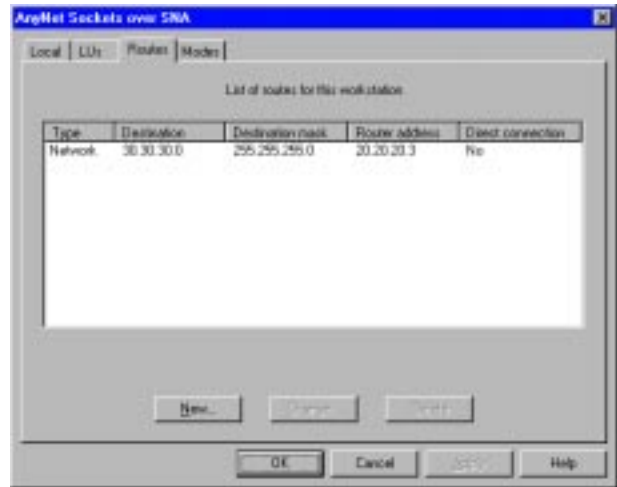 AnyNet Sockets over SNA
Local LUs Routes Modes
List of routes for this workstation
Type Destination Destination mask Router address Direct connection
Network 30.30.30.0 255.255.255.0 20.20.20.3 No
New...
OK Cancel Help